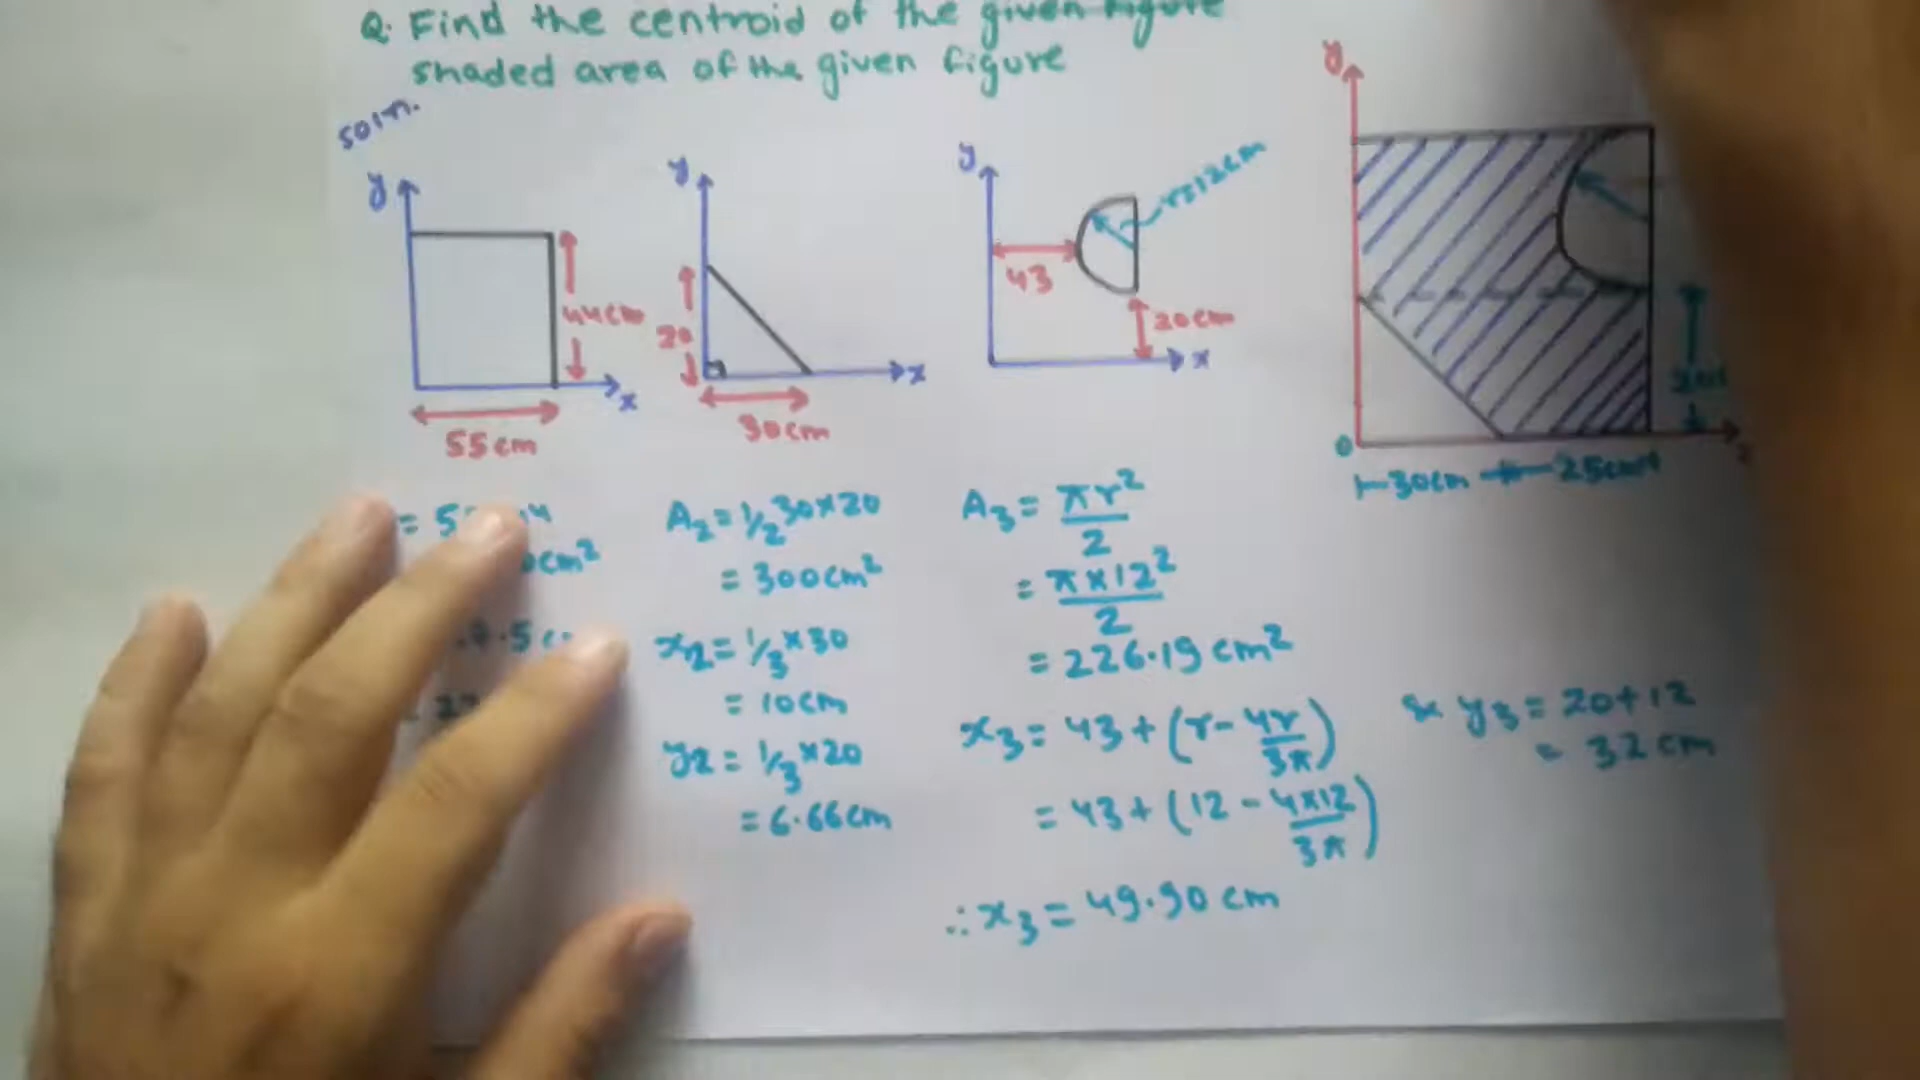 Q. Find the centroid of the given figure
shaded area of the given figure
soln.
y
44cm
x
55cm
y
20
x
30cm
y
r=12cm
43
20cm
x
y
0
30cm 25cm
A2 = 1/2 30×20
= 300cm²
x2 = 1/3 × 30
= 10cm
y2 = 1/3 × 20
= 6.66cm
A3 = πr²/2
= π×12²/2
= 226.19 cm²
x3 = 43 + (r - 4r/3π)
= 43 + (12 - 4×12/3π)
∴ x3 = 49.90 cm
& y3 = 20+12
= 32 cm